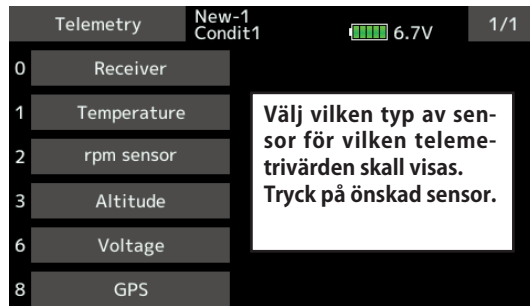 Telemetry
New-1
Condit1
6.7V
1/1
0 Receiver
1 Temperature
2 rpm sensor
3 Altitude
6 Voltage
8 GPS
Välj vilken typ av sen-
sor för vilken teleme-
trivärden skall visas.
Tryck på önskad sensor.